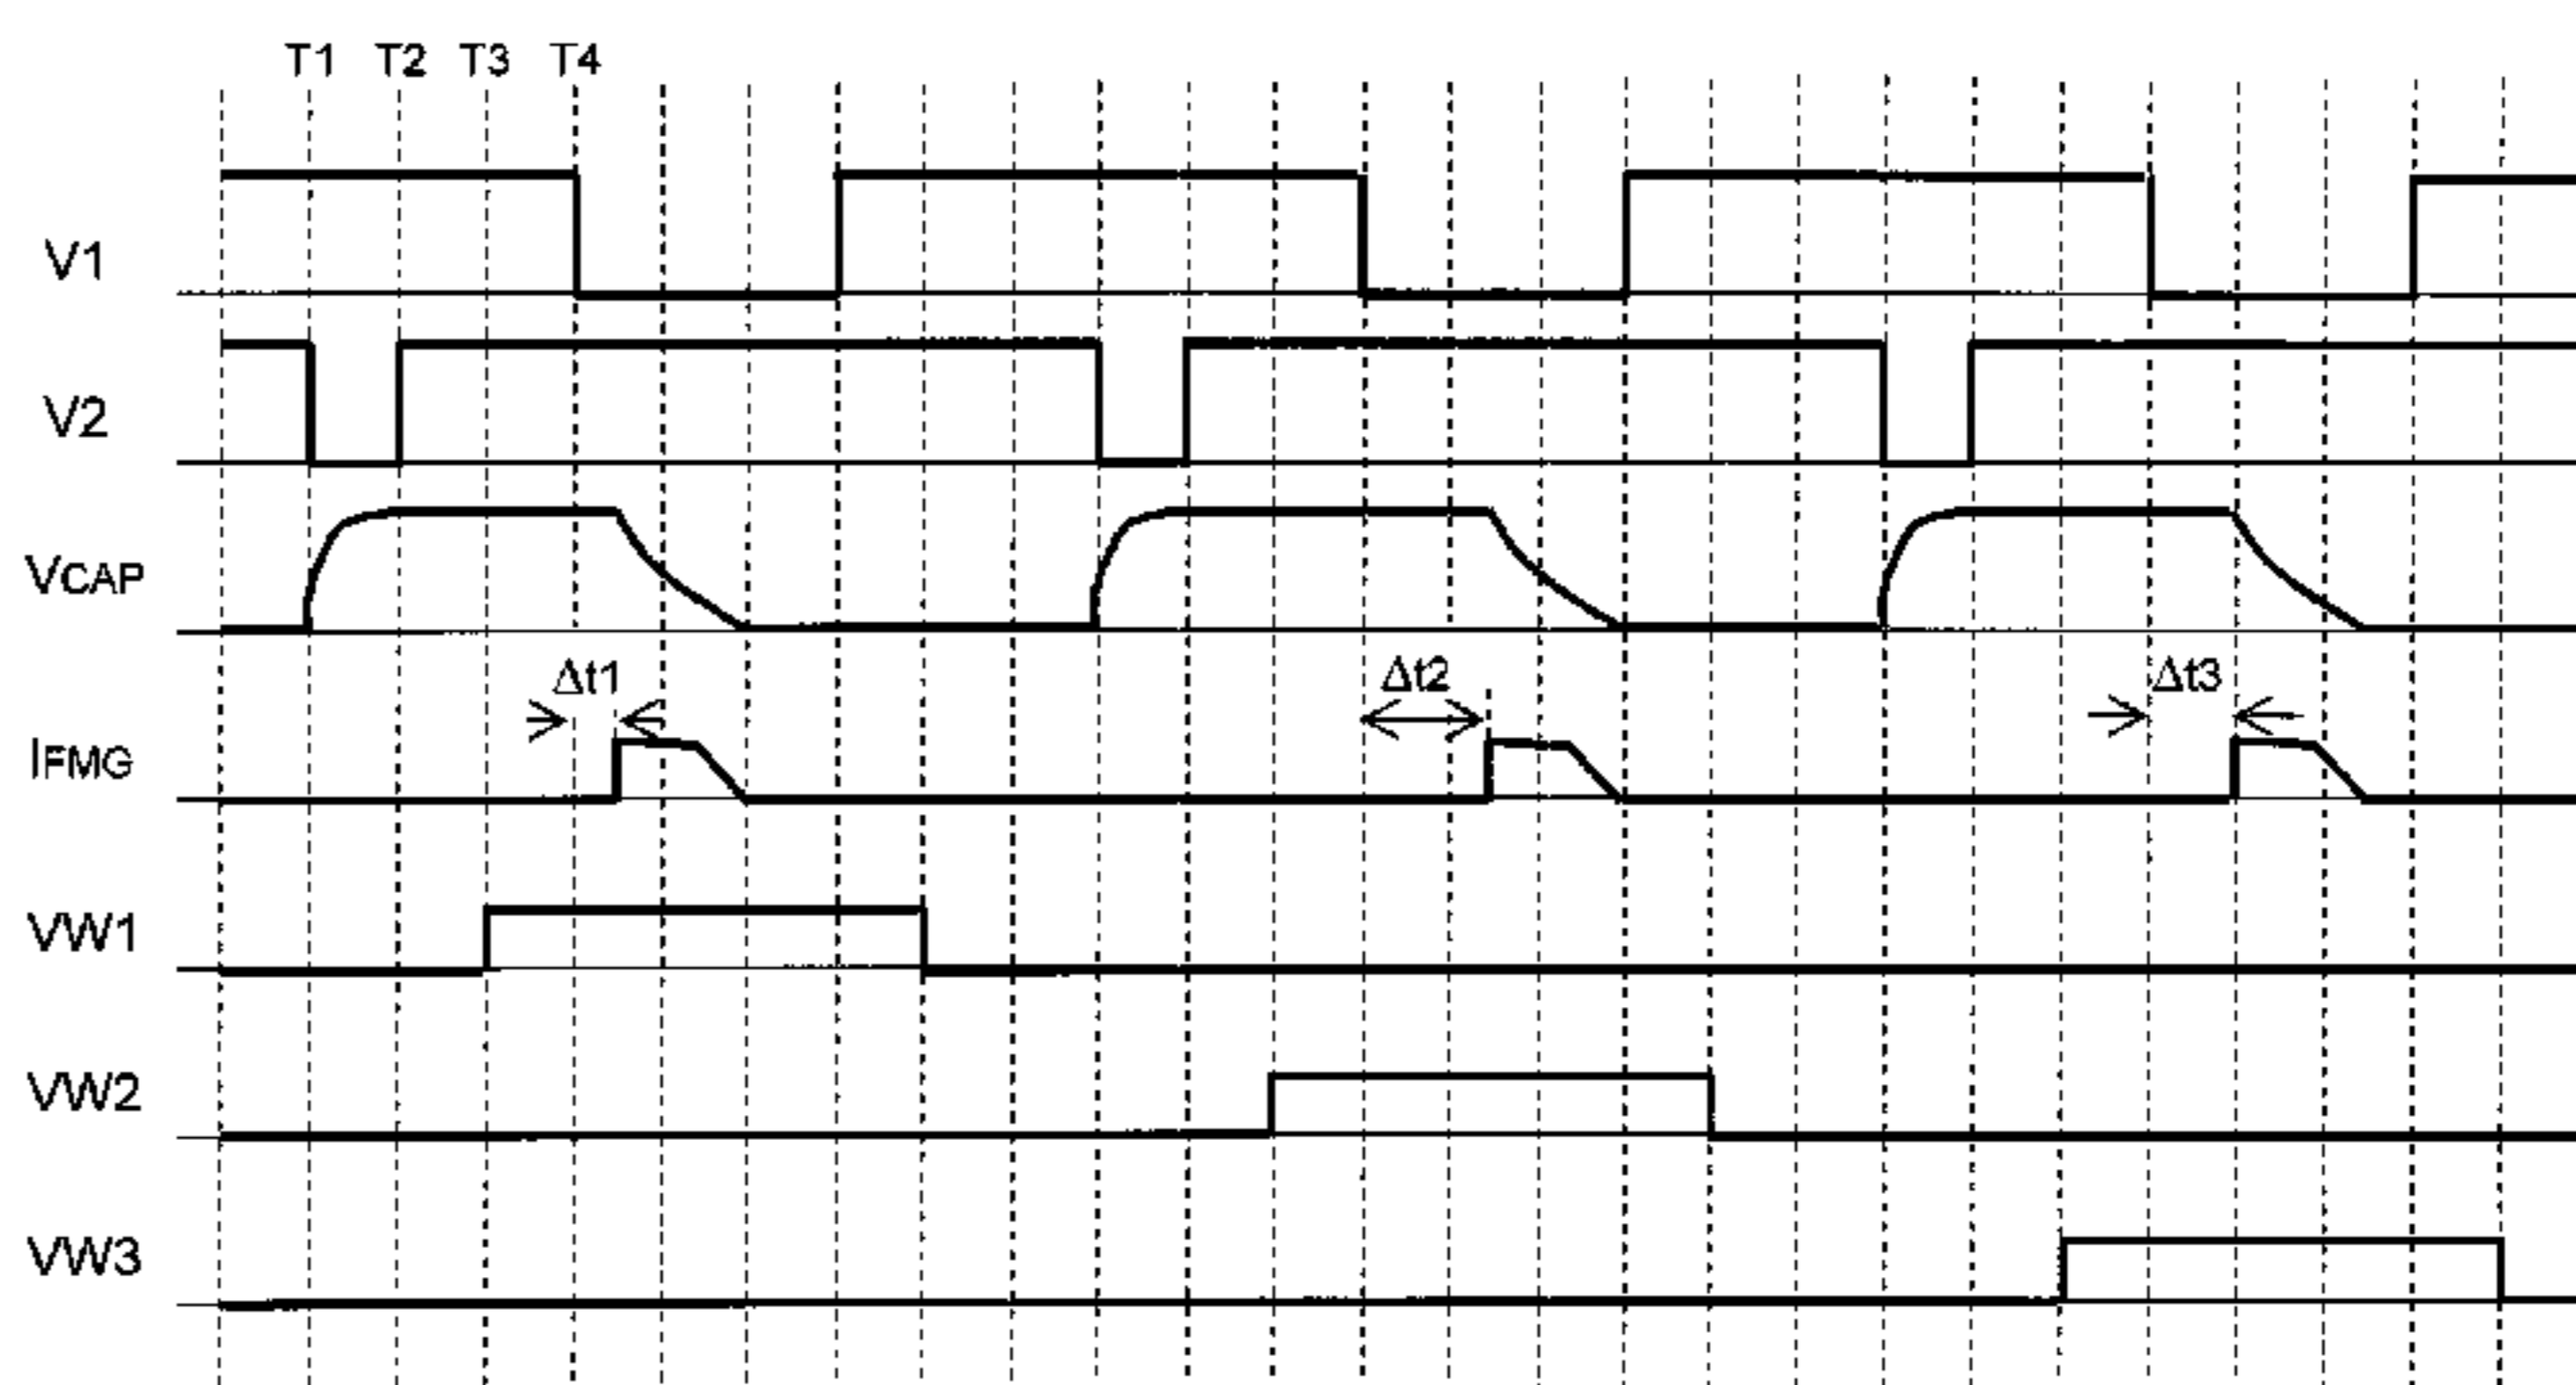 T1 T2 T3 T4
V1
V2
VCAP
Δt1 Δt2 Δt3
IFMG
VW1
VW2
VW3